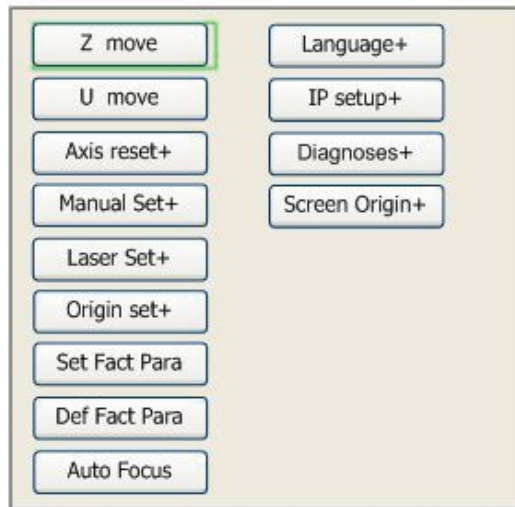 Z move
U move
Axis reset+
Manual Set+
Laser Set+
Origin set+
Set Fact Para
Def Fact Para
Auto Focus
Language+
IP setup+
Diagnoses+
Screen Origin+